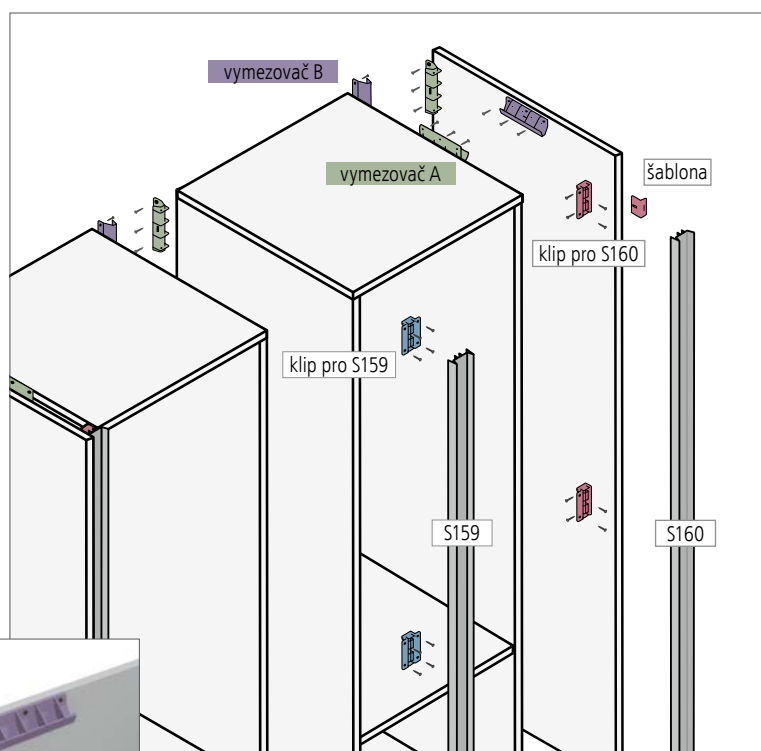 vymezovač B
vymezovač A
šablona
klip pro S160
klip pro S159
S159
S160